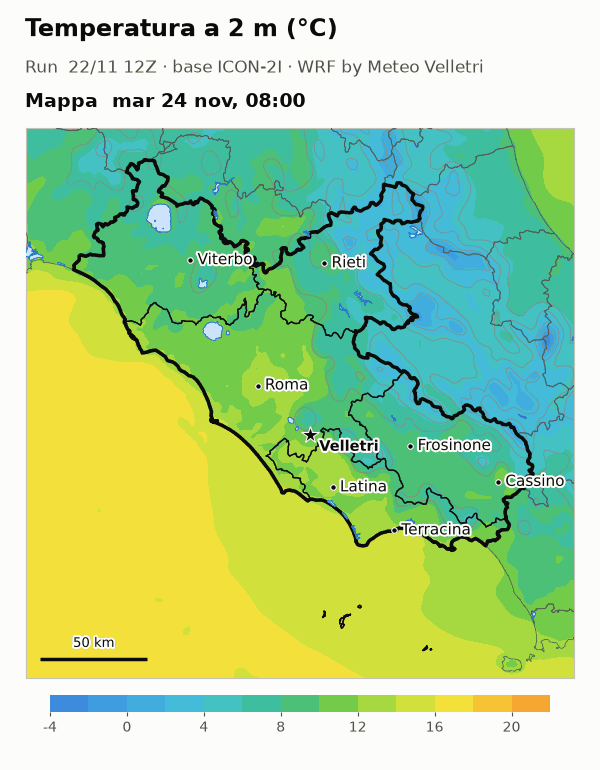 Temperatura a 2 m (°C)
Run  22/11 12Z · base ICON-2I · WRF by Meteo Velletri
Mappa  mar 24 nov, 08:00
Viterbo
Rieti
Roma
Velletri
Frosinone
Latina
Cassino
Terracina
50 km
-4 0 4 8 12 16 20